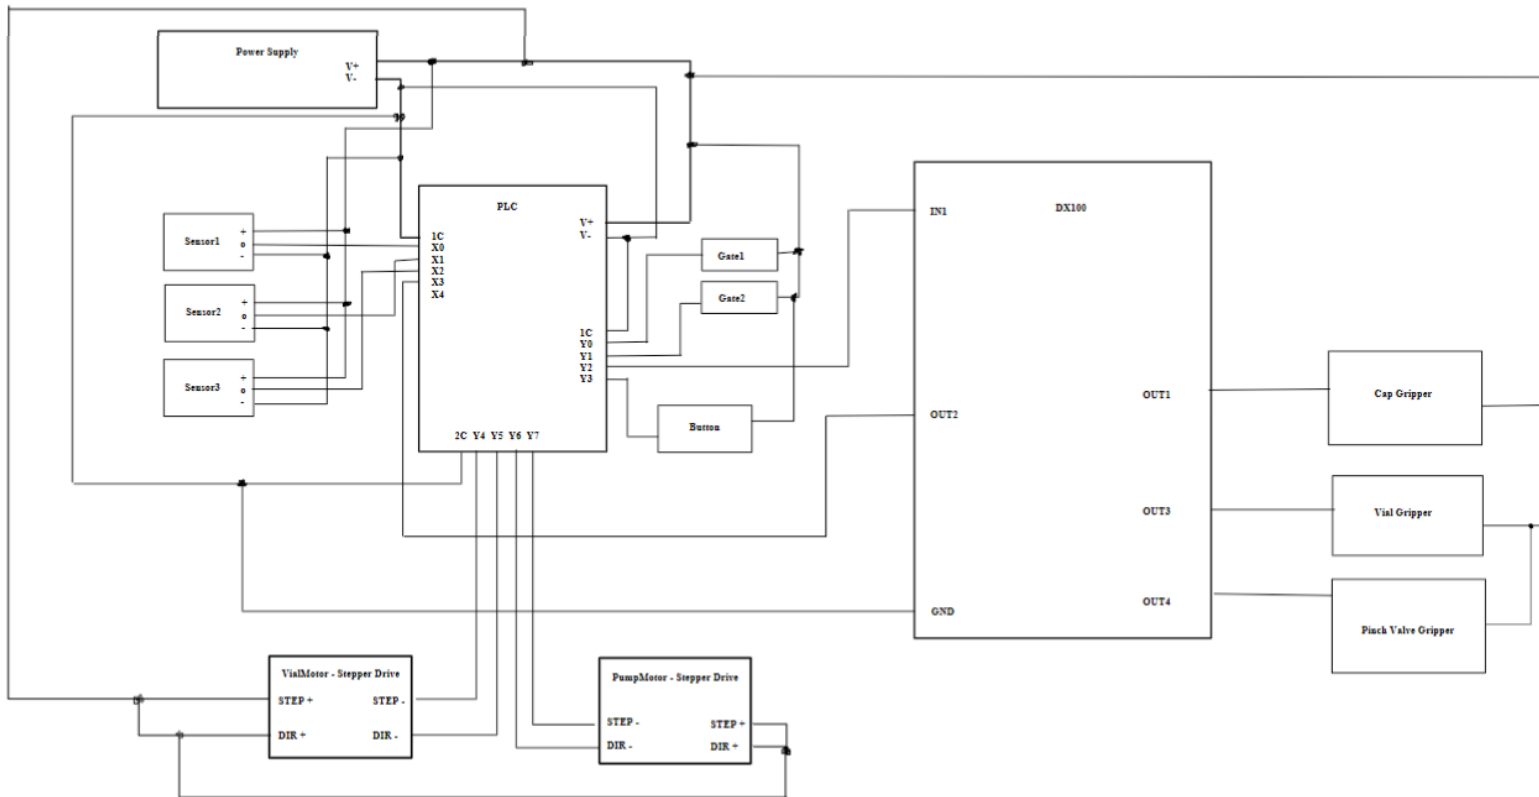 Power Supply
V+
V-
PLC
1C
X0
X1
X2
X3
X4
V+
V-
1C
Y0
Y1
Y2
Y3
2C Y4 Y5 Y6 Y7
Sensor1
+
o
-
Sensor2
+
o
-
Sensor3
+
o
-
Gate1
Gate2
Button
DX100
IN1
OUT2
GND
OUT1
OUT3
OUT4
Cap Gripper
Vial Gripper
Pinch Valve Gripper
VialMotor - Stepper Drive
STEP + STEP -
DIR + DIR -
PumpMotor - Stepper Drive
STEP - STEP +
DIR - DIR +